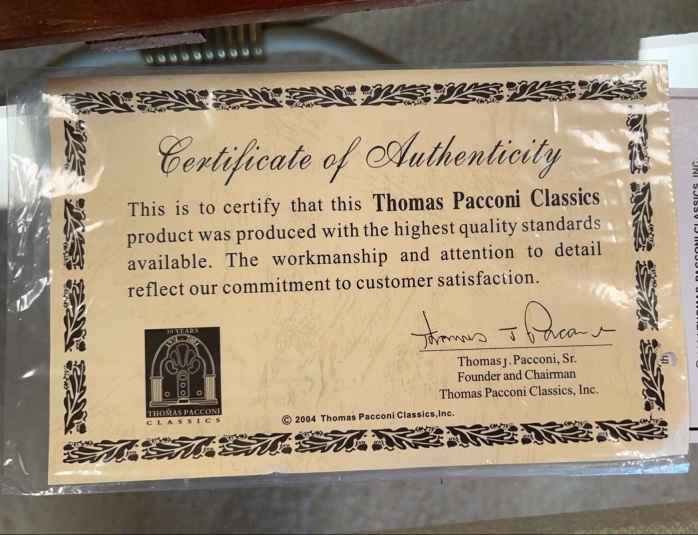 Certificate of Authenticity
This is to certify that this Thomas Pacconi Classics
product was produced with the highest quality standards
available. The workmanship and attention to detail
reflect our commitment to customer satisfaction.
Thomas J Pacconi
Thomas J. Pacconi, Sr.
Founder and Chairman
Thomas Pacconi Classics, Inc.
THOMAS PACCONI
CLASSICS
© 2004 Thomas Pacconi Classics, Inc.